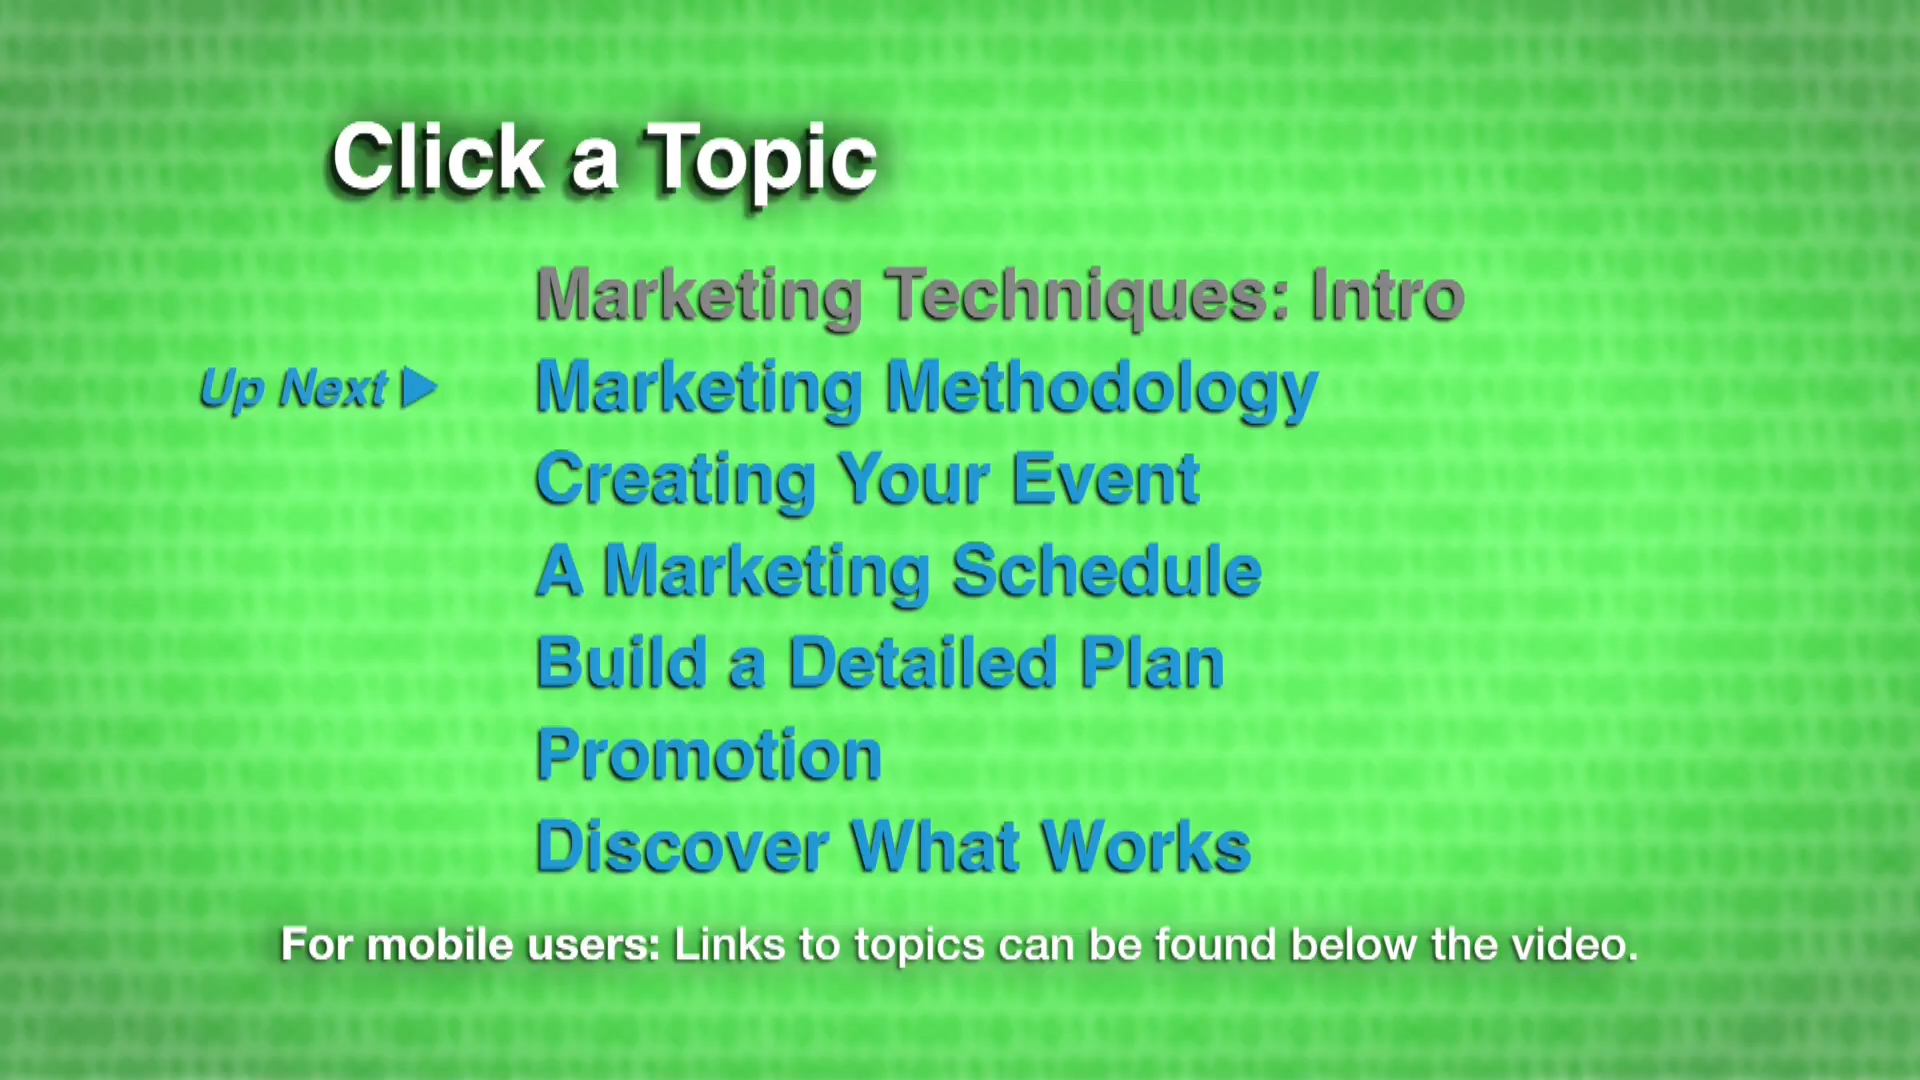 Click a Topic
Marketing Techniques: Intro
Up Next ▶ Marketing Methodology
Creating Your Event
A Marketing Schedule
Build a Detailed Plan
Promotion
Discover What Works
For mobile users: Links to topics can be found below the video.